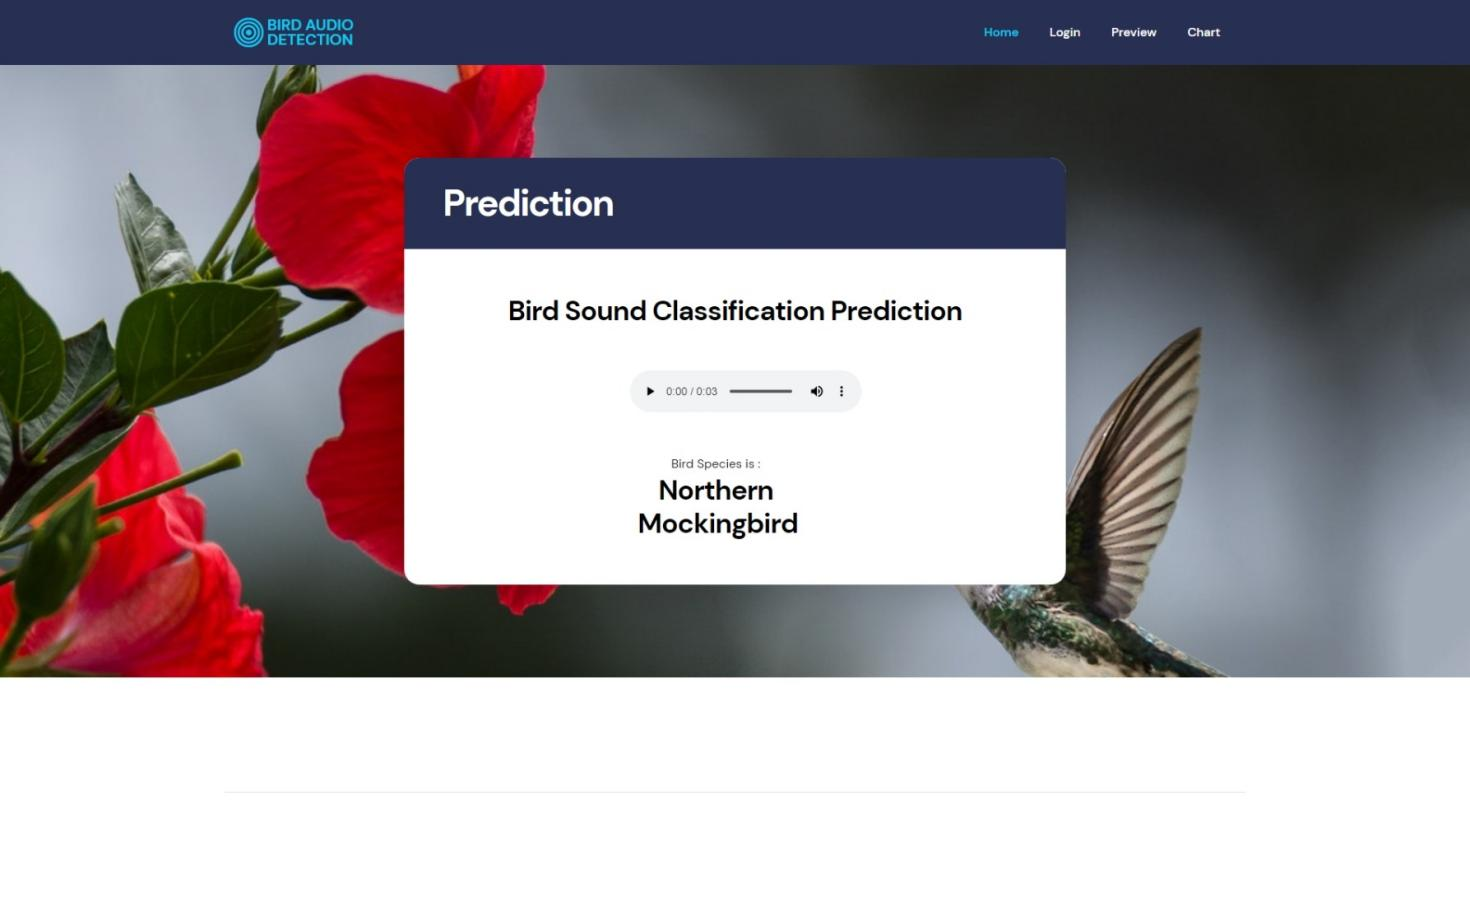 BIRD AUDIO
DETECTION
Home Login Preview Chart
Prediction
Bird Sound Classification Prediction
0:00 / 0:03
Bird Species is :
Northern
Mockingbird